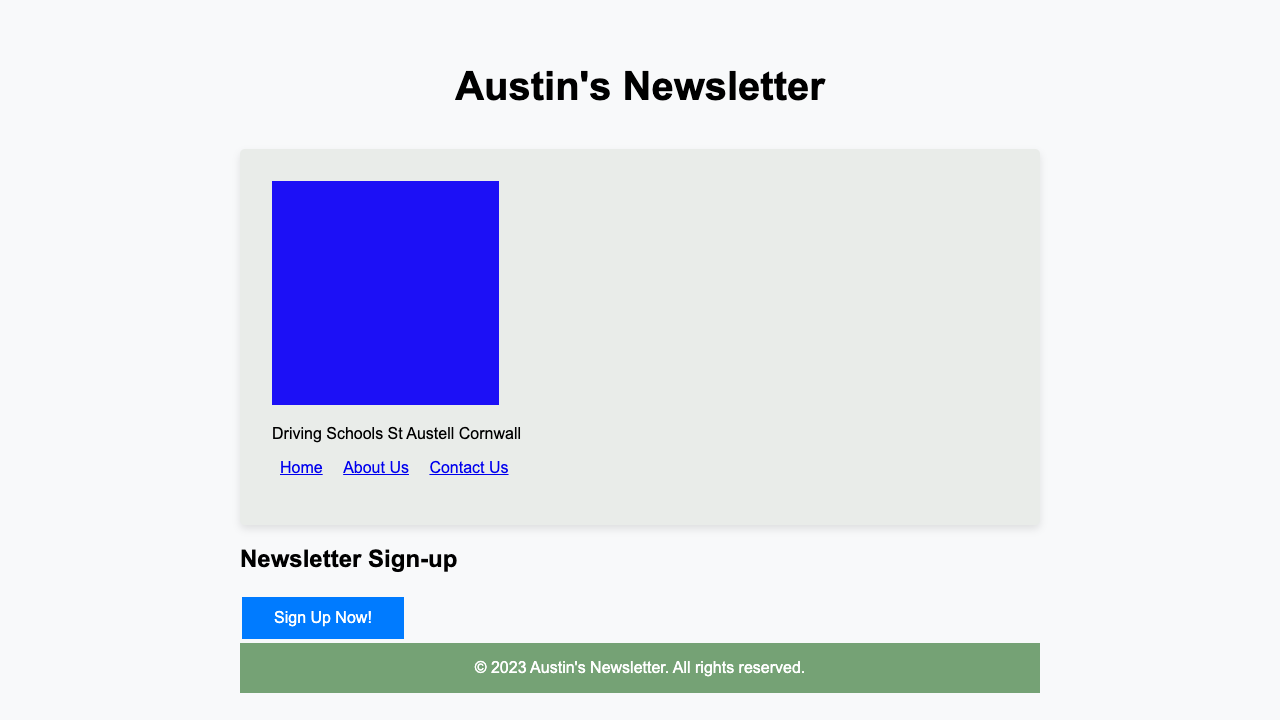 Austin's Newsletter
Driving Schools St Austell Cornwall
Home About Us Contact Us
Newsletter Sign-up
Sign Up Now!
© 2023 Austin's Newsletter. All rights reserved.